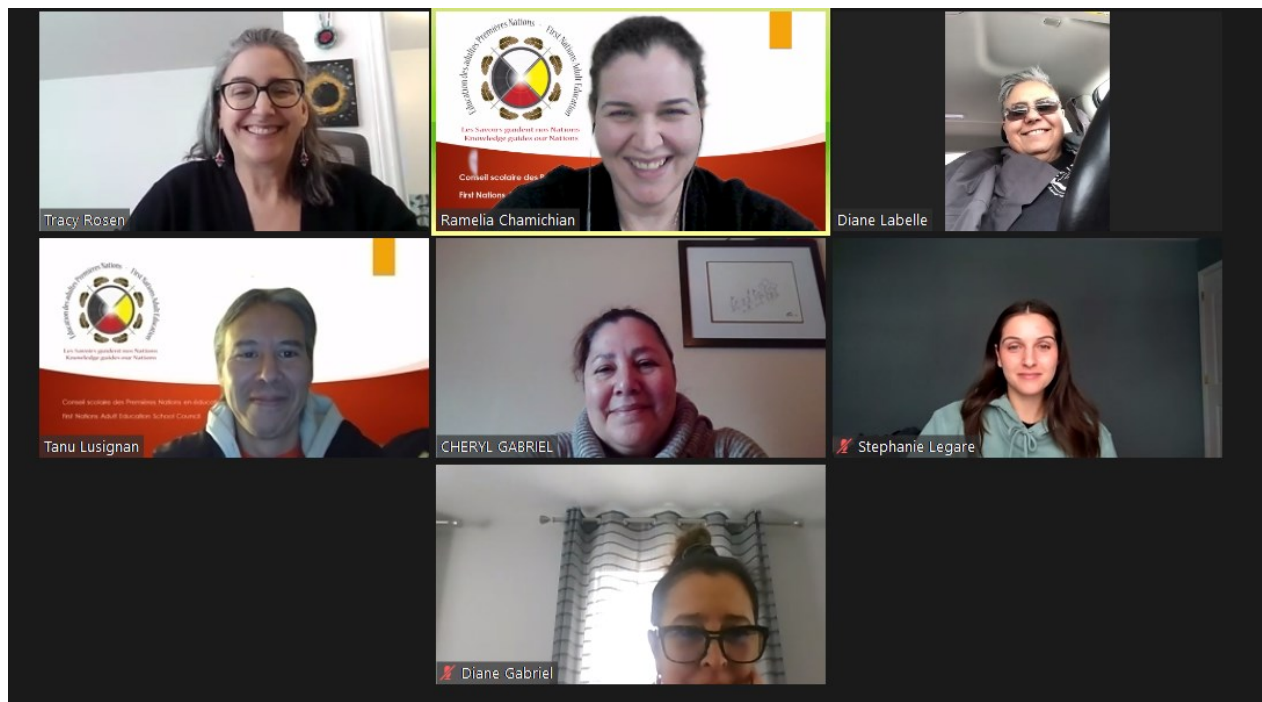 Éducation des adultes Premières Nations · First Nations Adult Education
Les Savoirs guident nos Nations
Knowledge guides our Nations
Conseil scolaire des P
First Nations
Tracy Rosen
Ramelia Chamichian
Diane Labelle
Éducation des adultes Premières Nations First Nations Adult Education
Les Savoirs guident nos Nations
Knowledge guides our Nations
Conseil scolaire des Premières Nations en éducat
First Nations Adult Education School Council
Tanu Lusignan
CHERYL GABRIEL
Stephanie Legare
Diane Gabriel